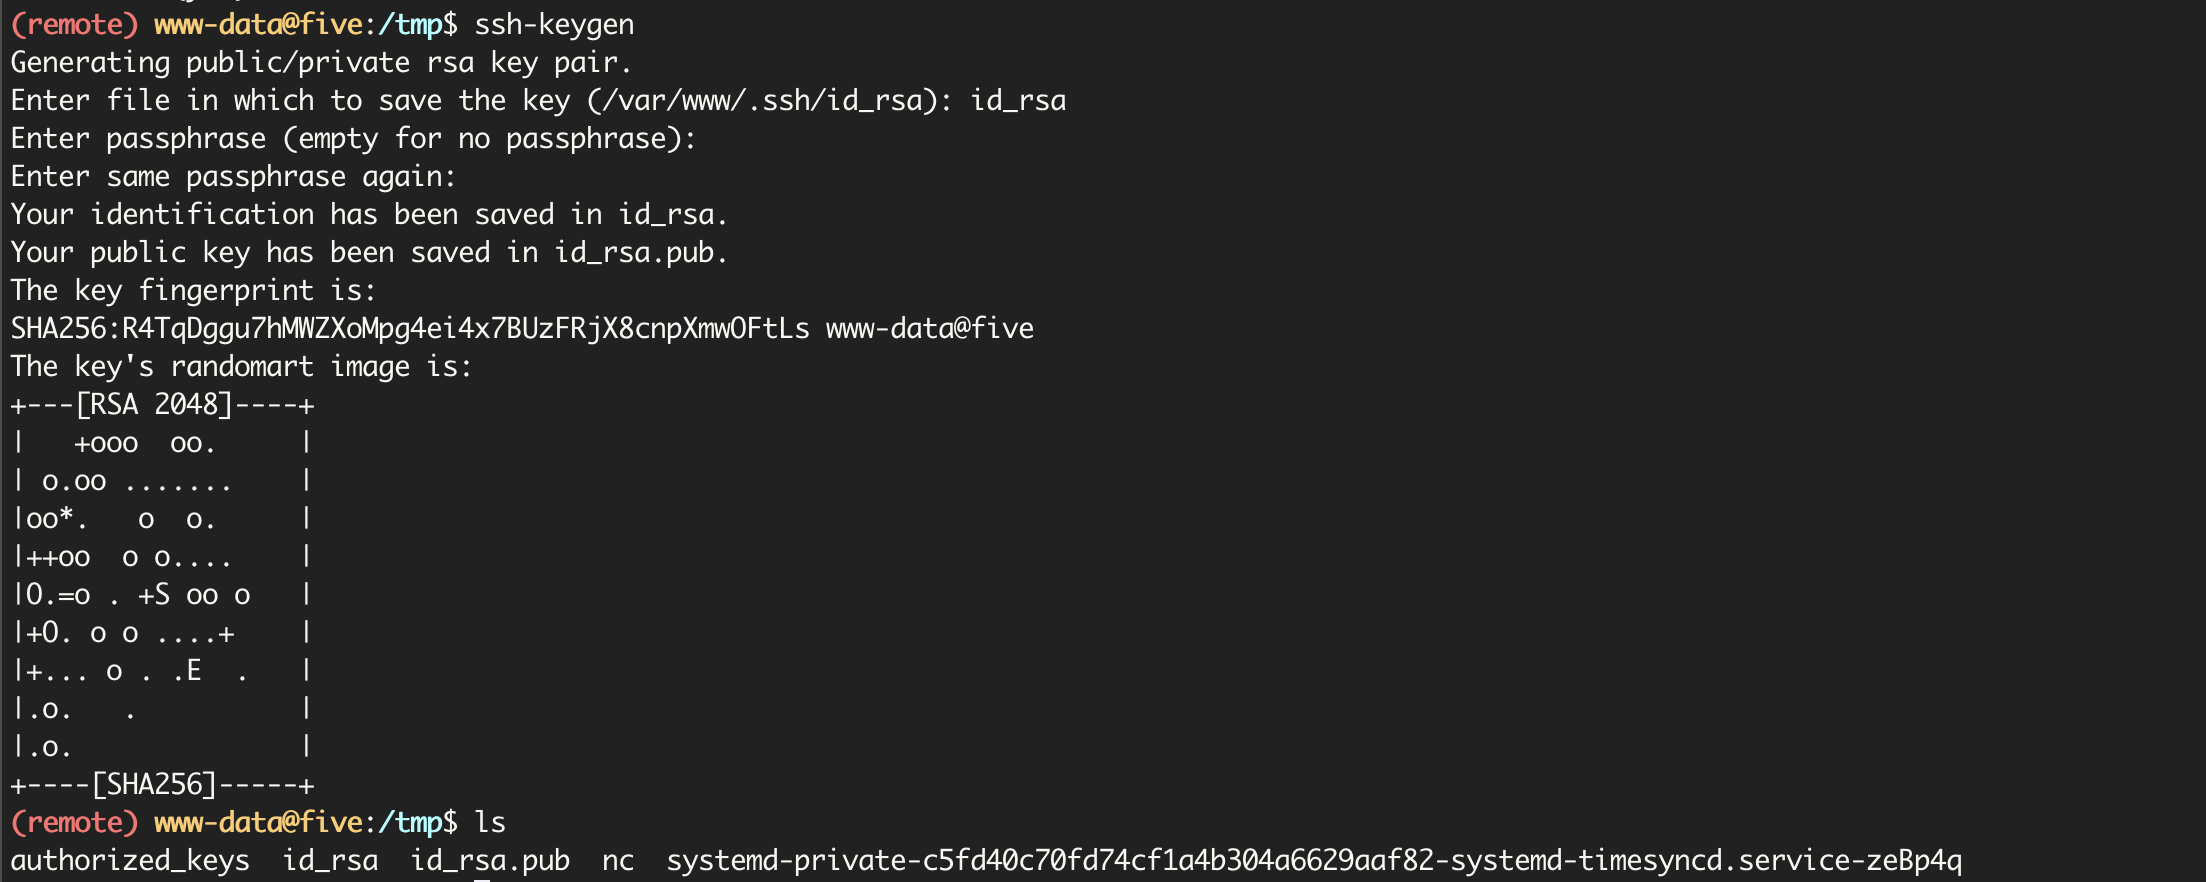 (remote) www-data@five:/tmp$ ssh-keygen
Generating public/private rsa key pair.
Enter file in which to save the key (/var/www/.ssh/id_rsa): id_rsa
Enter passphrase (empty for no passphrase):
Enter same passphrase again:
Your identification has been saved in id_rsa.
Your public key has been saved in id_rsa.pub.
The key fingerprint is:
SHA256:R4TqDggu7hMWZXoMpg4ei4x7BUzFRjX8cnpXmwOFtLs www-data@five
The key's randomart image is:
+---[RSA 2048]----+
|   +ooo  oo.     |
| o.oo .......    |
|oo*.   o  o.     |
|++oo  o o....    |
|O.=o . +S oo o   |
|+O. o o ....+    |
|+... o . .E  .   |
|.o.   .          |
|.o.              |
+----[SHA256]-----+
(remote) www-data@five:/tmp$ ls
authorized_keys  id_rsa  id_rsa.pub  nc  systemd-private-c5fd40c70fd74cf1a4b304a6629aaf82-systemd-timesyncd.service-zeBp4q